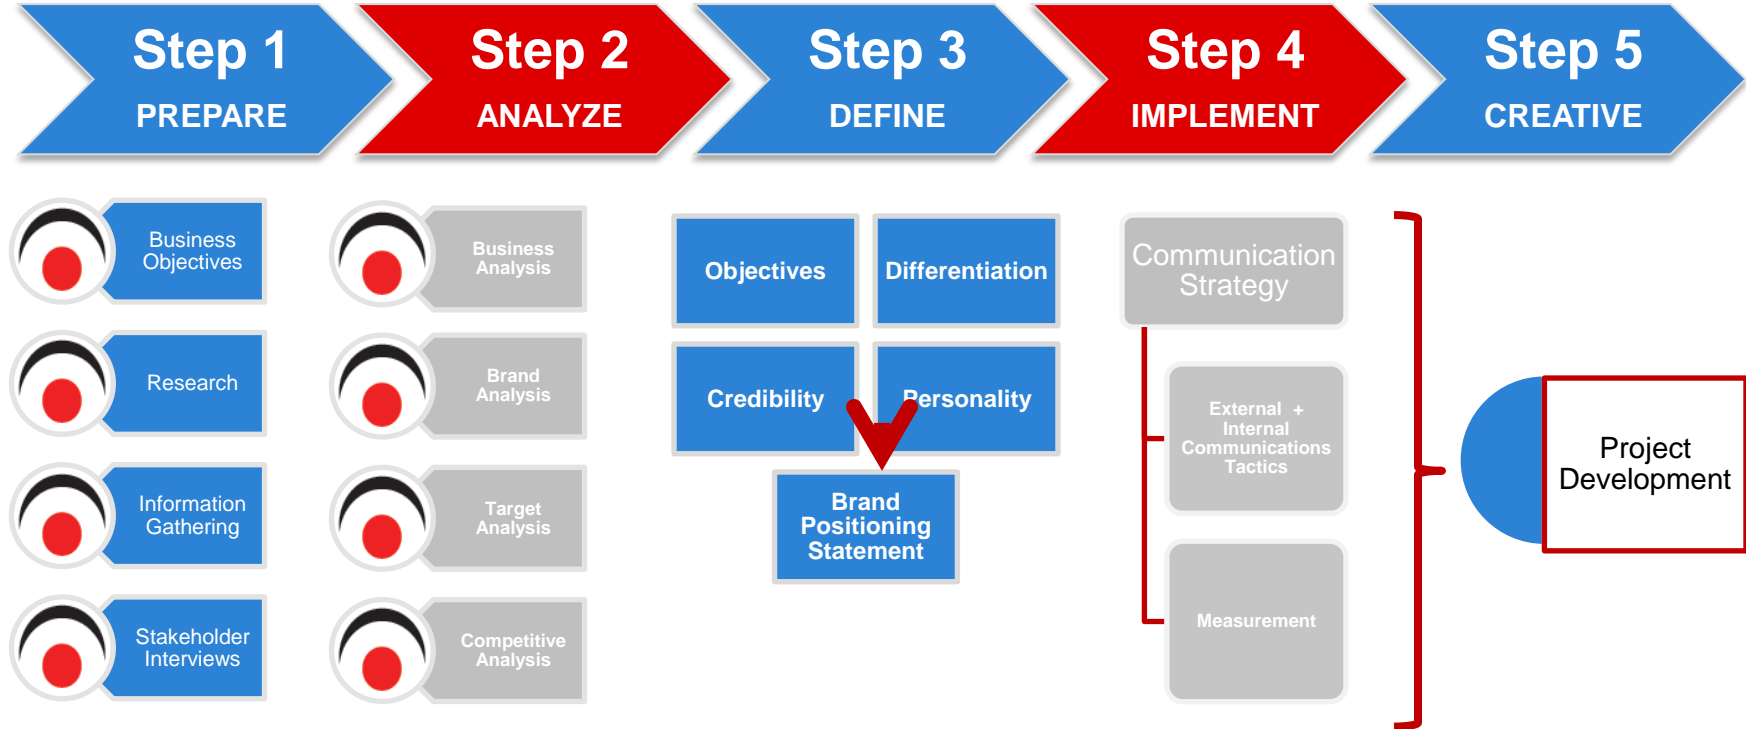 Step 1
PREPARE
Step 2
ANALYZE
Step 3
DEFINE
Step 4
IMPLEMENT
Step 5
CREATIVE
Business
Objectives
Research
Information
Gathering
Stakeholder
Interviews
Business
Analysis
Brand
Analysis
Target
Analysis
Competitive
Analysis
Objectives
Differentiation
Credibility
Personality
Brand
Positioning
Statement
Communication
Strategy
External +
Internal
Communications
Tactics
Measurement
Project
Development